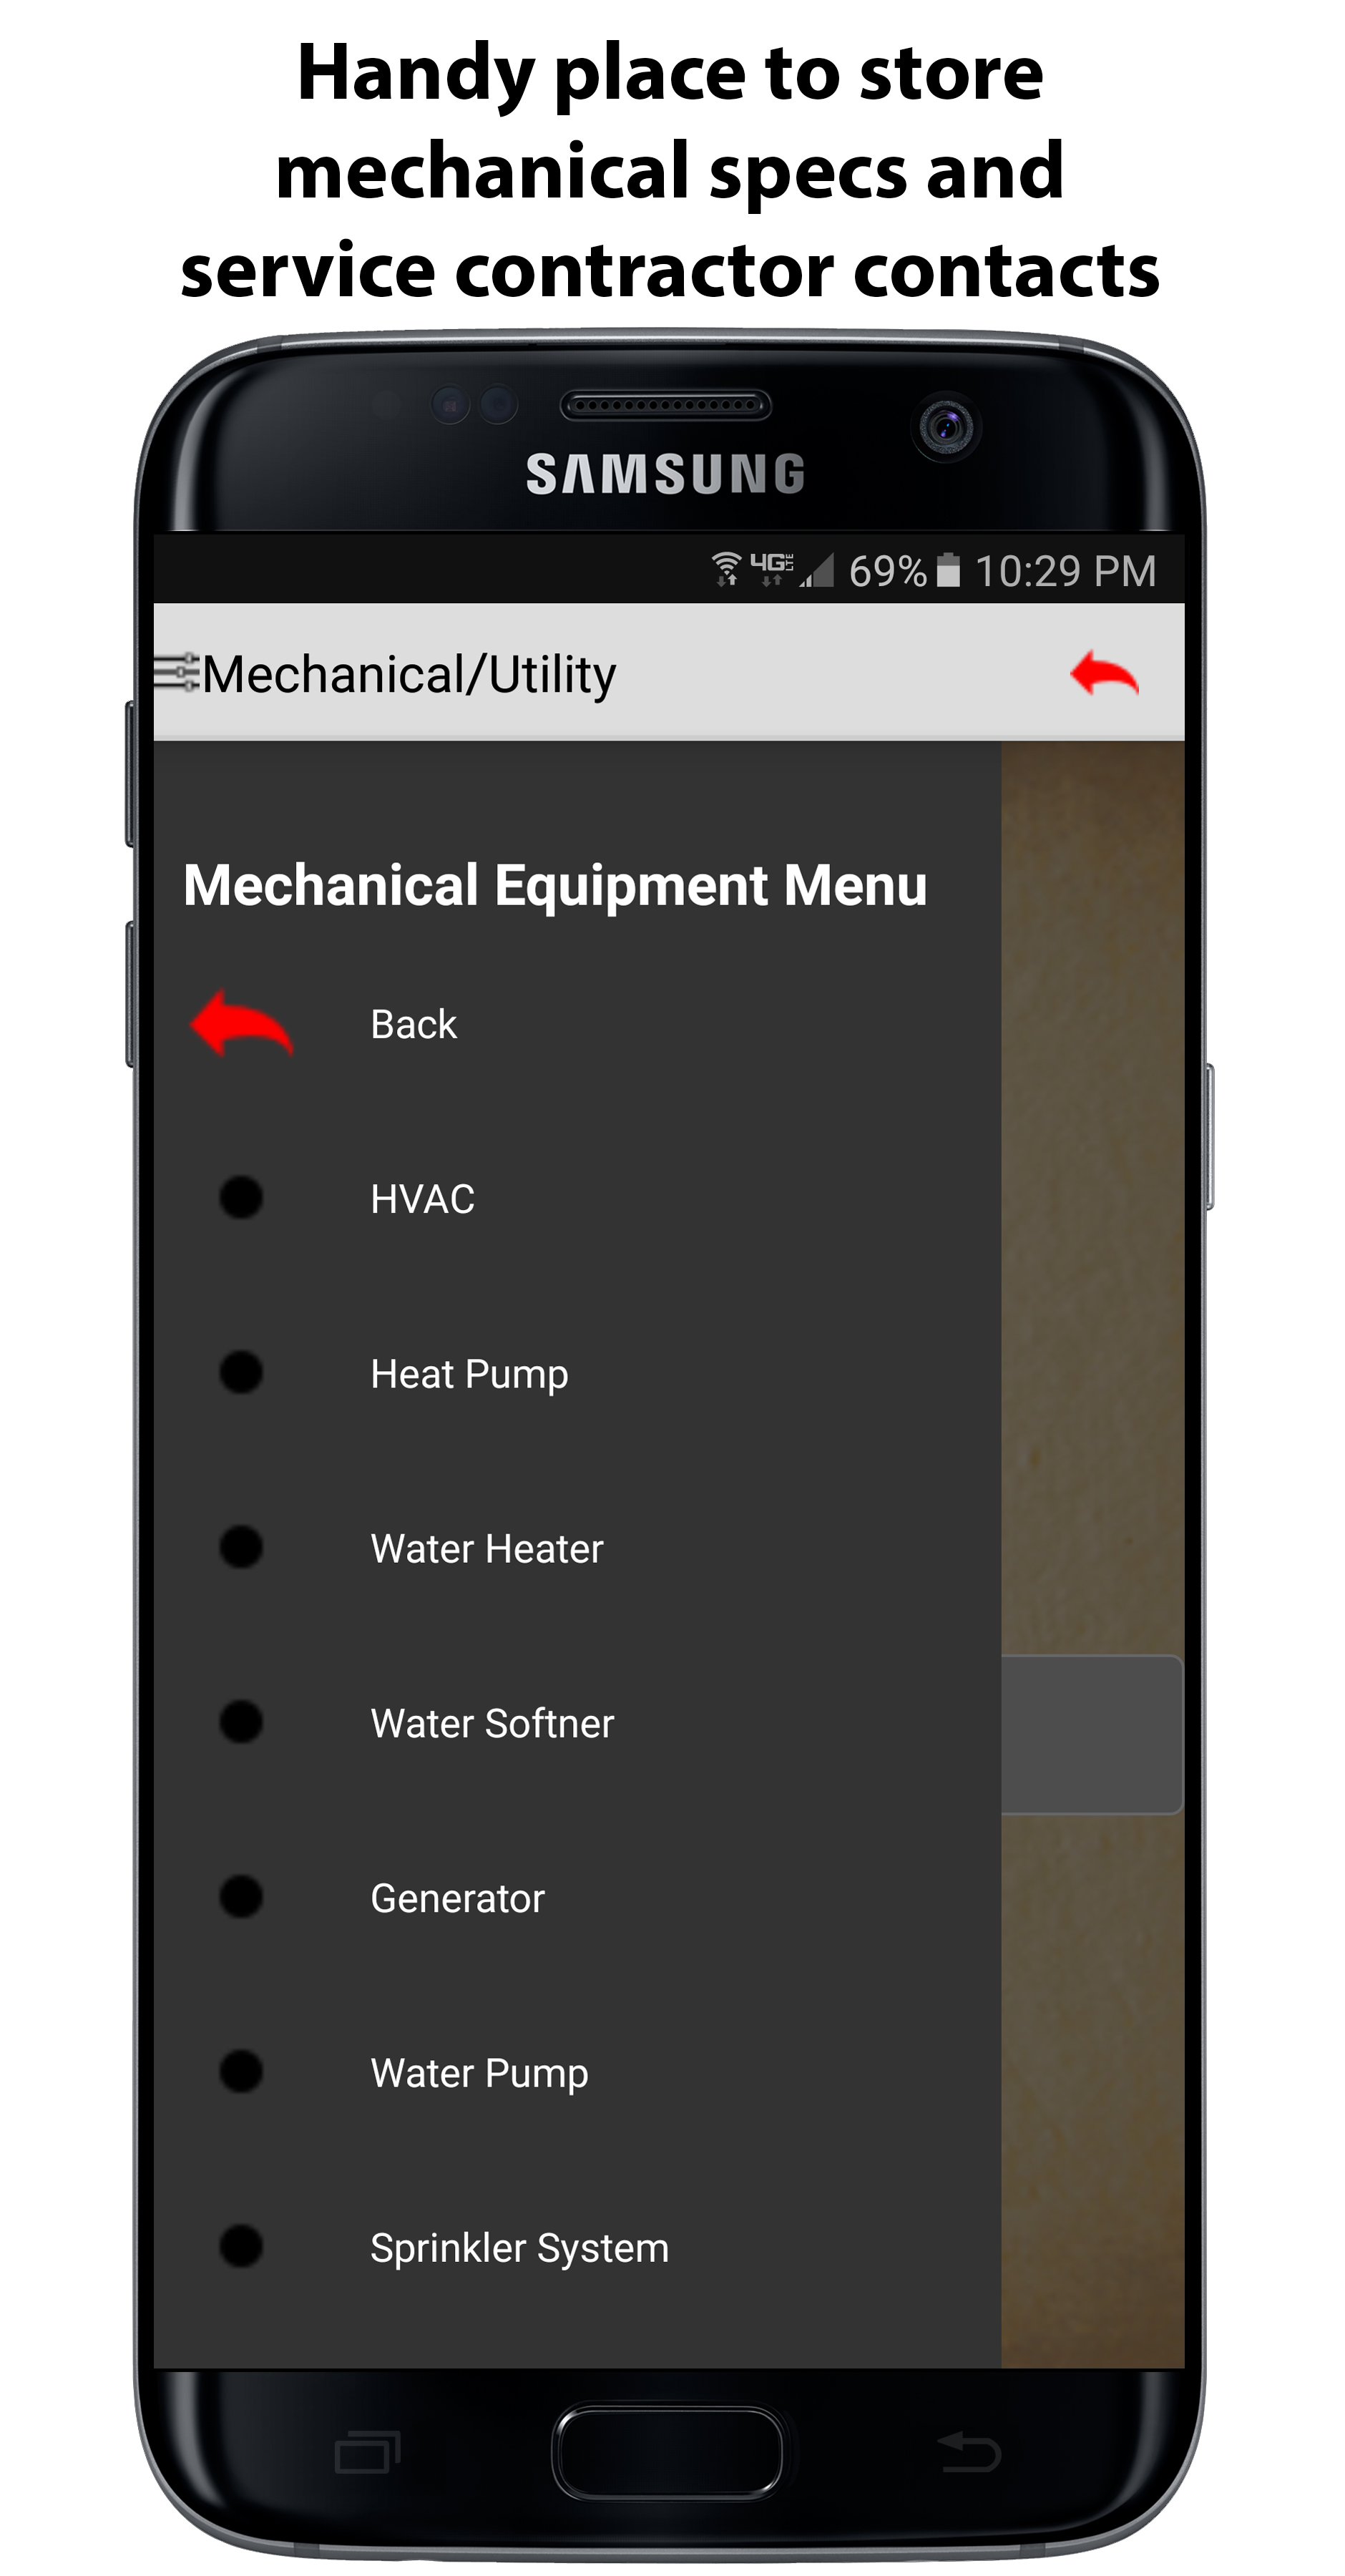 Handy place to store
mechanical specs and
service contractor contacts
SAMSUNG
4G LTE 69% 10:29 PM
Mechanical/Utility
Mechanical Equipment Menu
Back
HVAC
Heat Pump
Water Heater
Water Softner
Generator
Water Pump
Sprinkler System